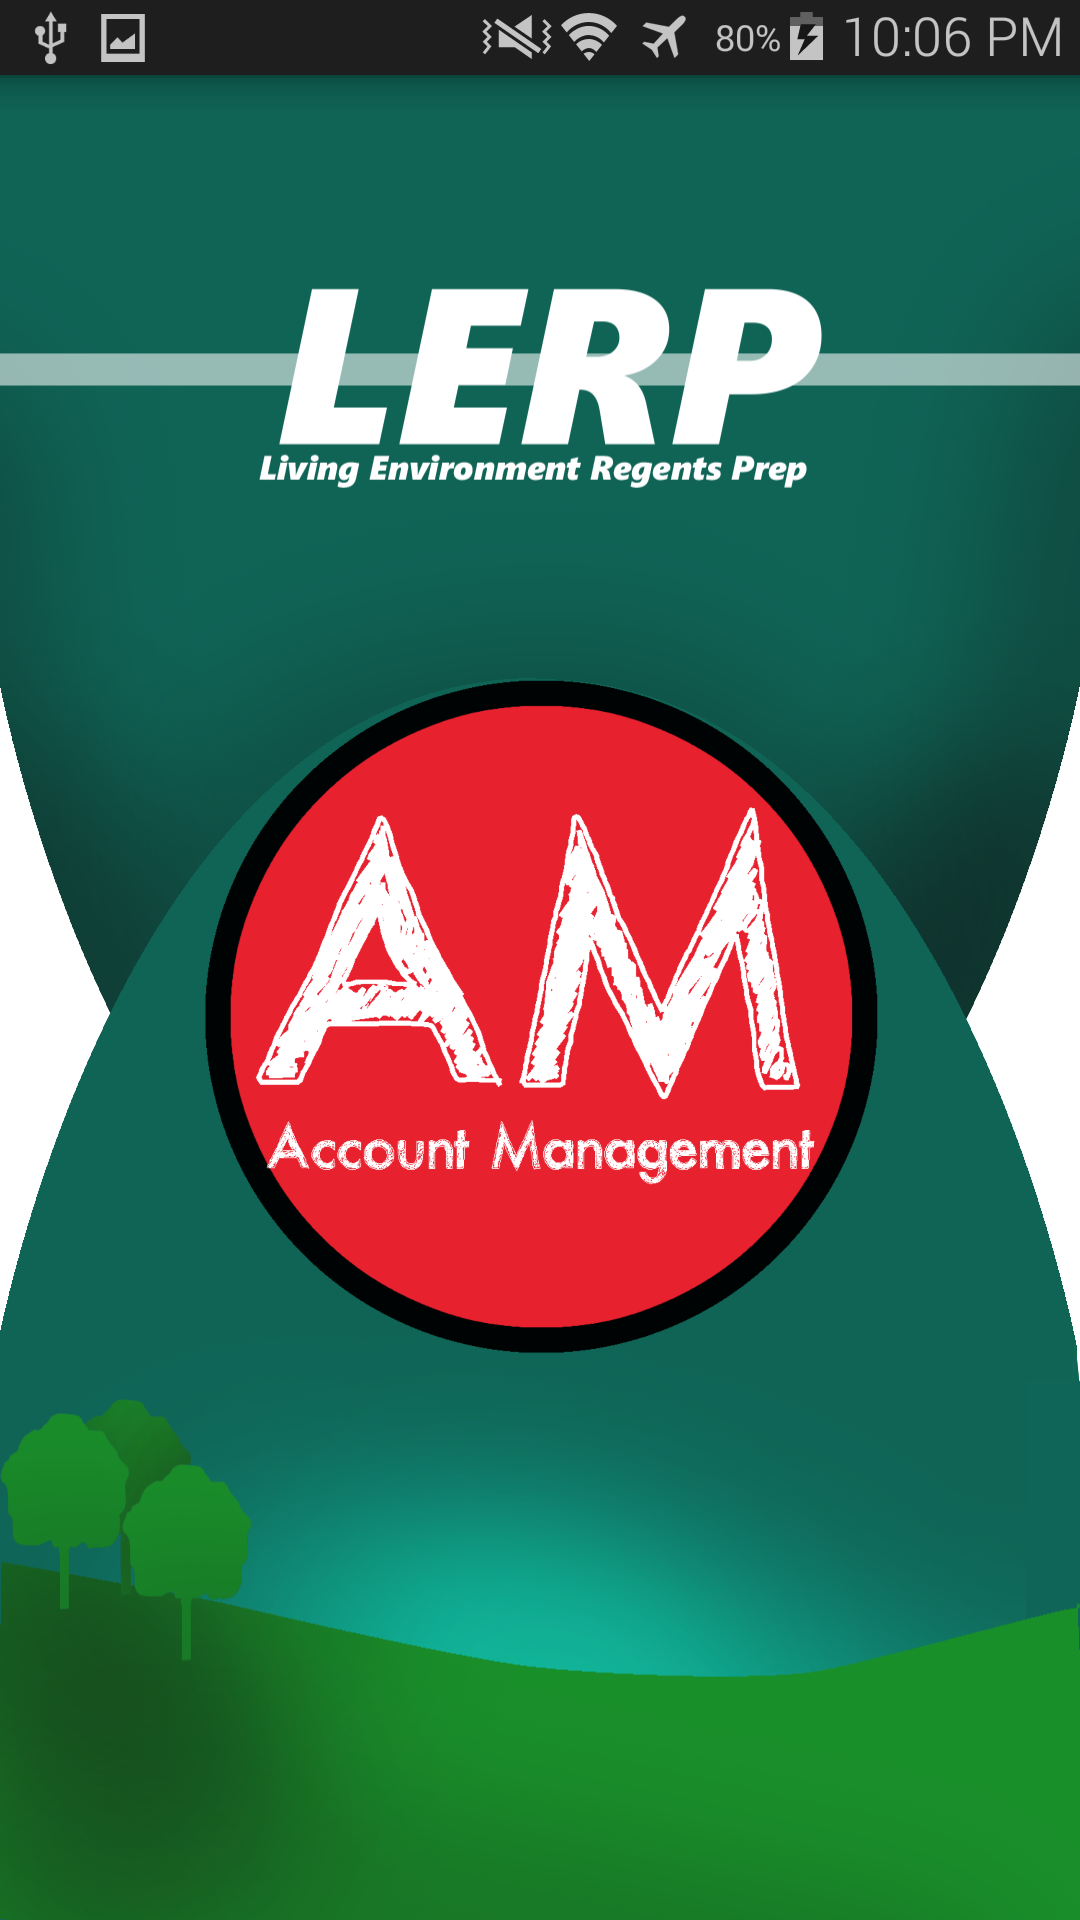 80% 10:06 PM
LERP
Living Environment Regents Prep
AM
Account Management